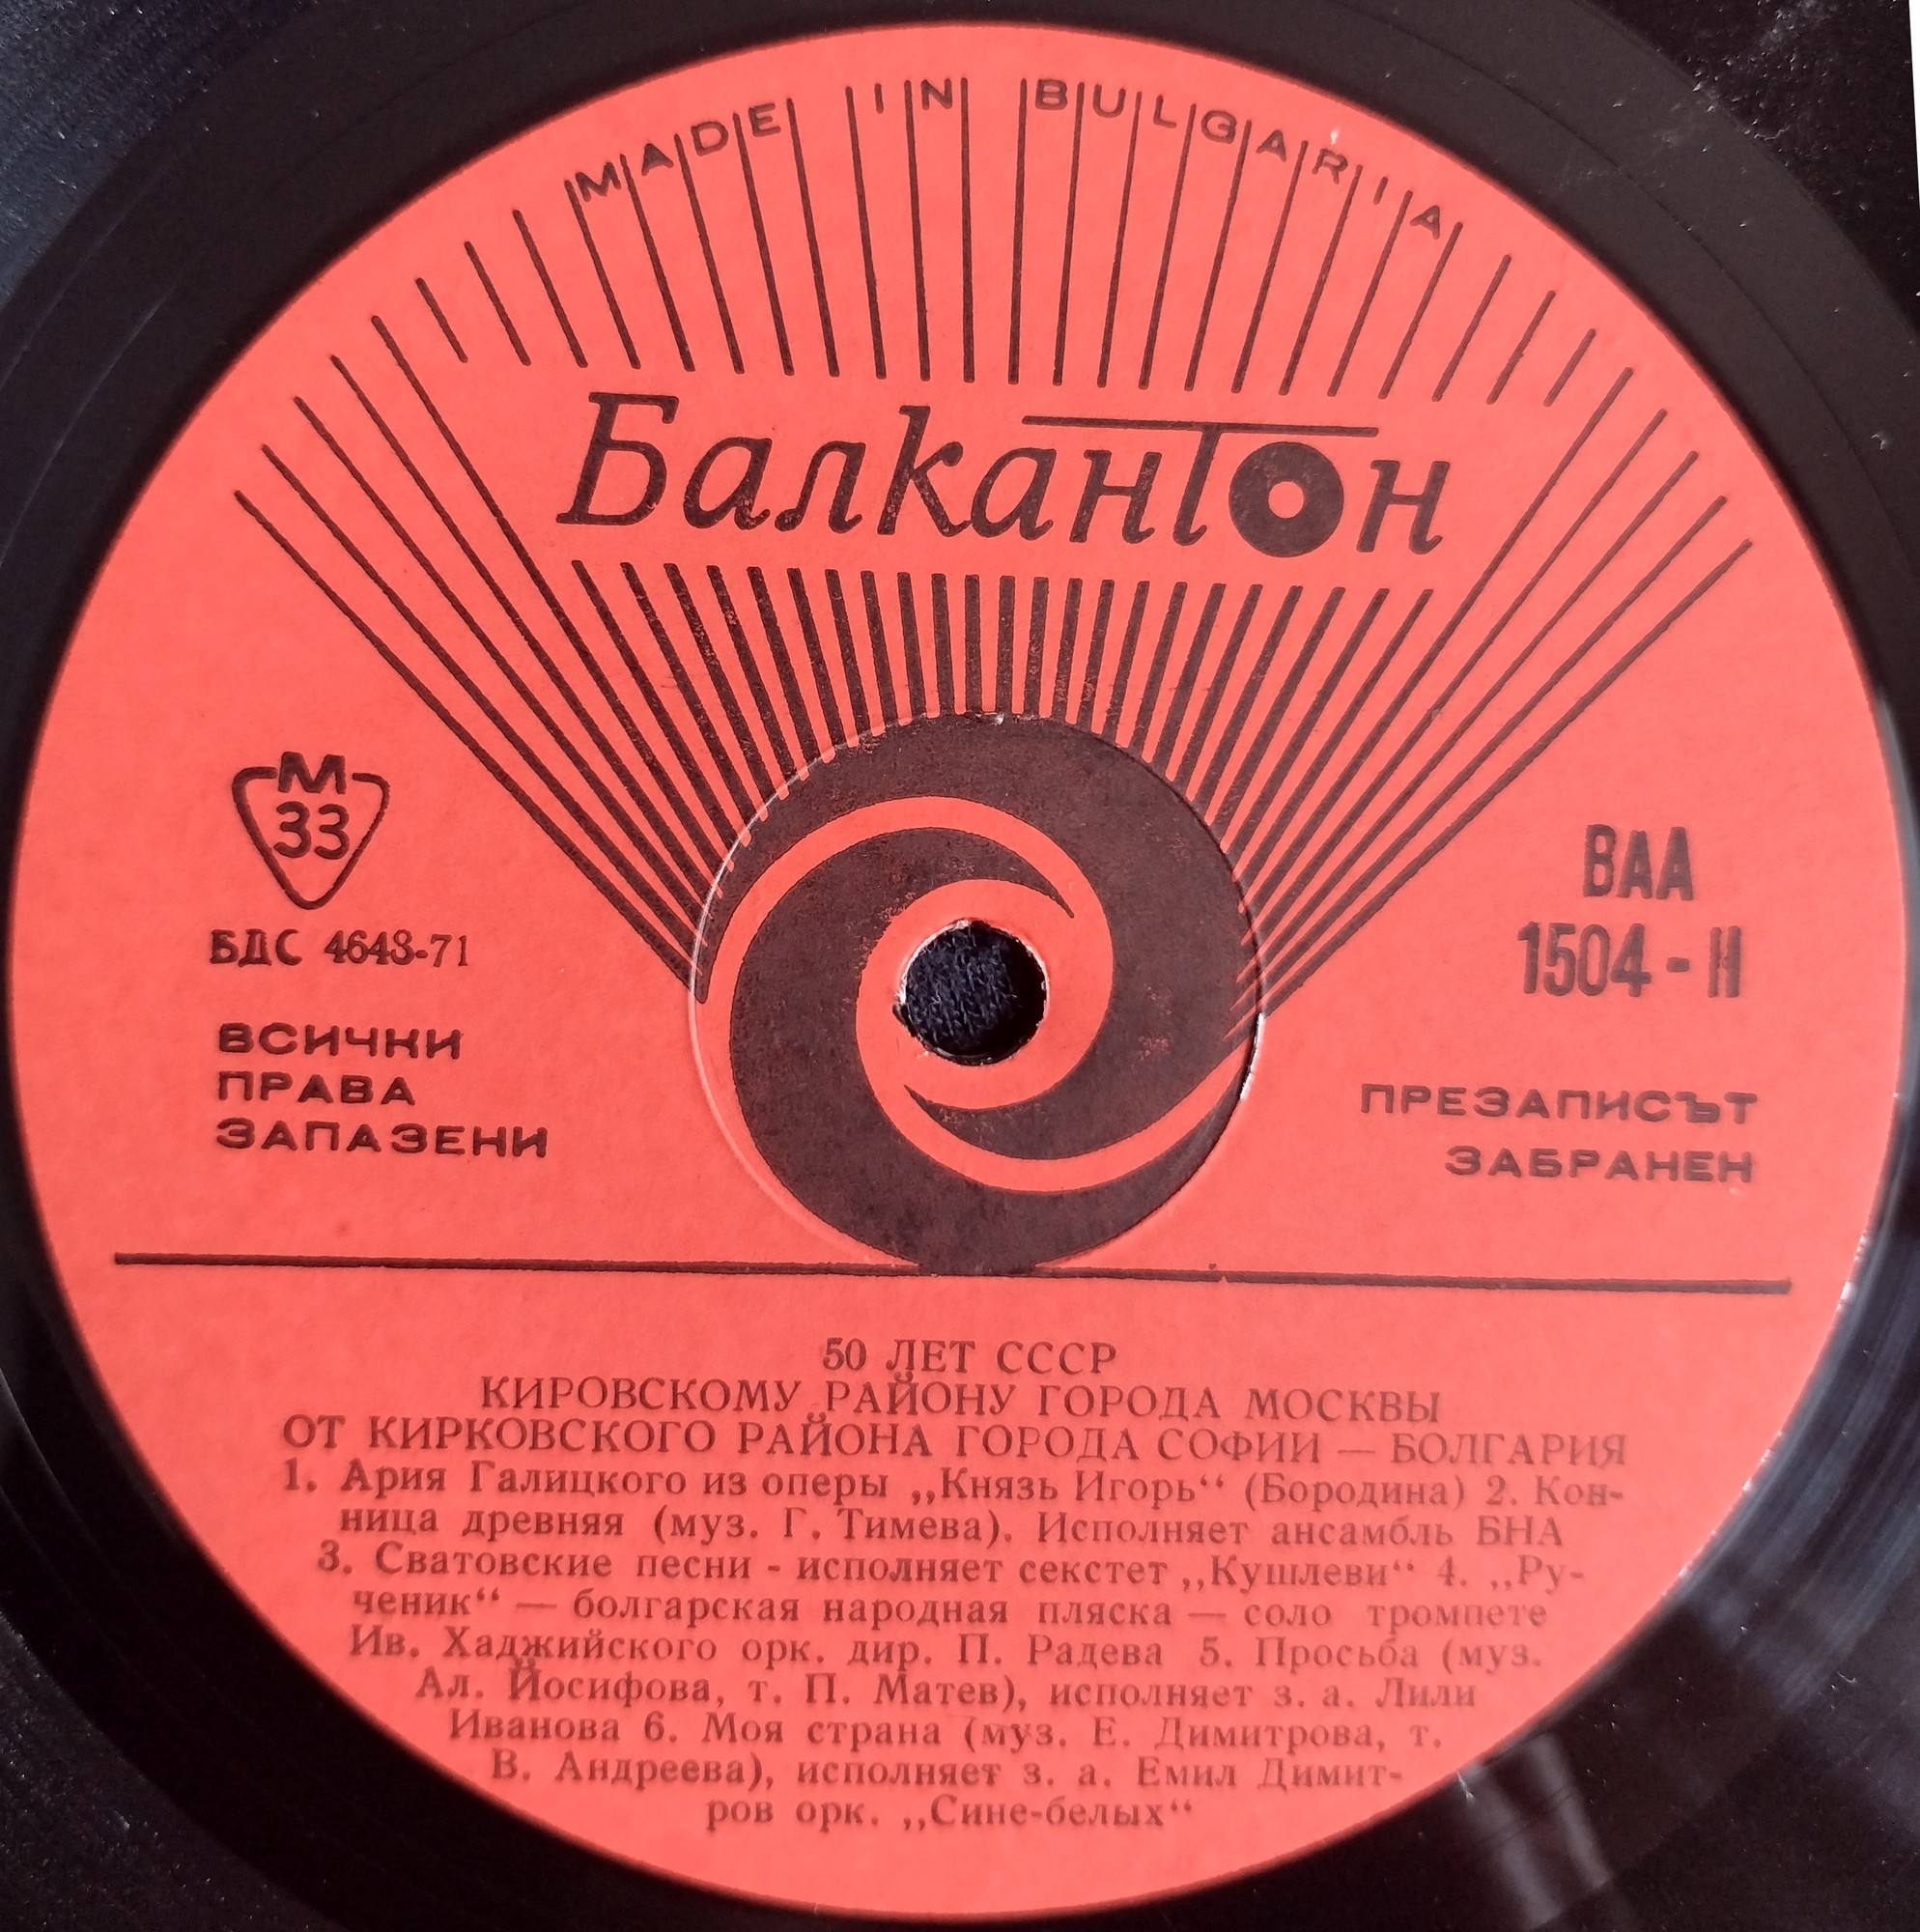 MADE IN BULGARIA
Балкантон
М
33
БДС 4643-71
ВСИЧКИ
ПРАВА
ЗАПАЗЕНИ
ВАА
1504 - II
ПРЕЗАПИСЪТ
ЗАБРАНЕН
50 ЛЕТ СССР
КИРОВСКОМУ РАЙОНУ ГОРОДА МОСКВЫ
ОТ КИРКОВСКОГО РАЙОНА ГОРОДА СОФИИ — БОЛГАРИЯ
1. Ария Галицкого из оперы „Князь Игорь“ (Бородина) 2. Кон-
ница древняя (муз. Г. Тимева). Исполняет ансамбль БНА
3. Сватовские песни - исполняет секстет „Кушлеви“ 4. „Ру-
ченик“ — болгарская народная пляска — соло тромпете
Ив. Хаджийского орк. дир. П. Радева 5. Просьба (муз.
Ал. Йосифова, т. П. Матев), исполняет з. а. Лили
Иванова 6. Моя страна (муз. Е. Димитрова, т.
В. Андреева), исполняет з. а. Емил Димит-
ров орк. „Сине-белых“